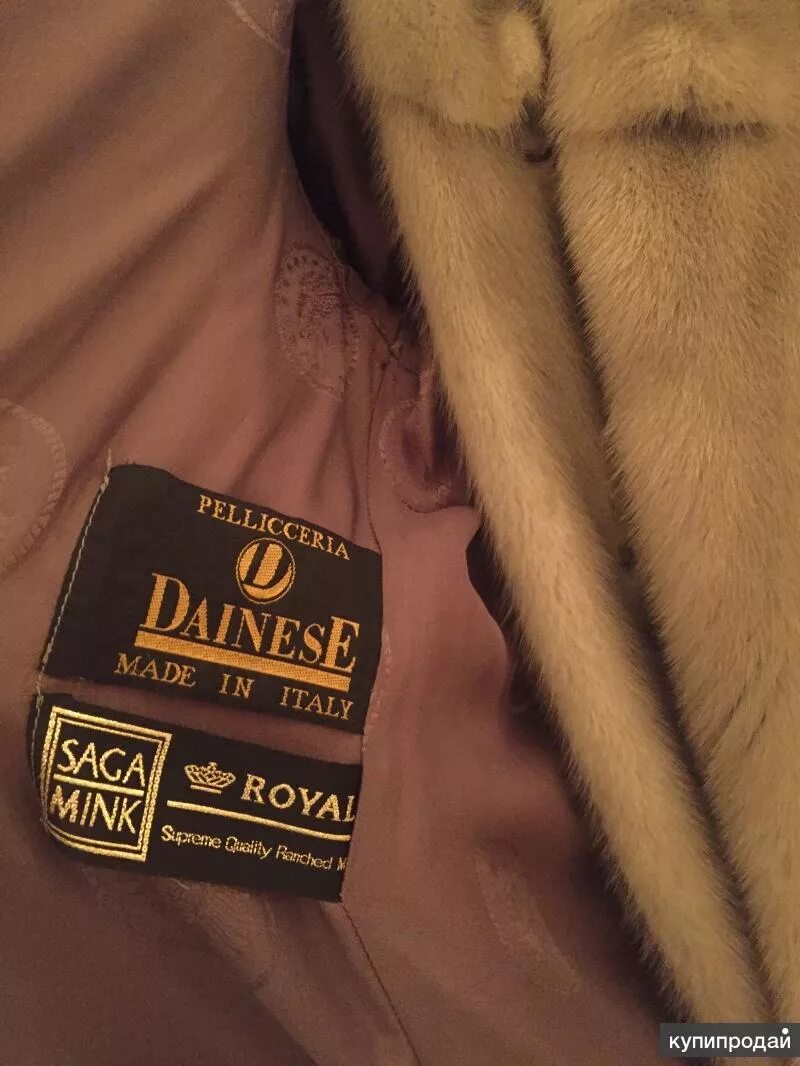 PELLICCERIA
DAINESE
MADE IN ITALY
SAGA
MINK
ROYAL
Supreme Quality Ranched
купипродай